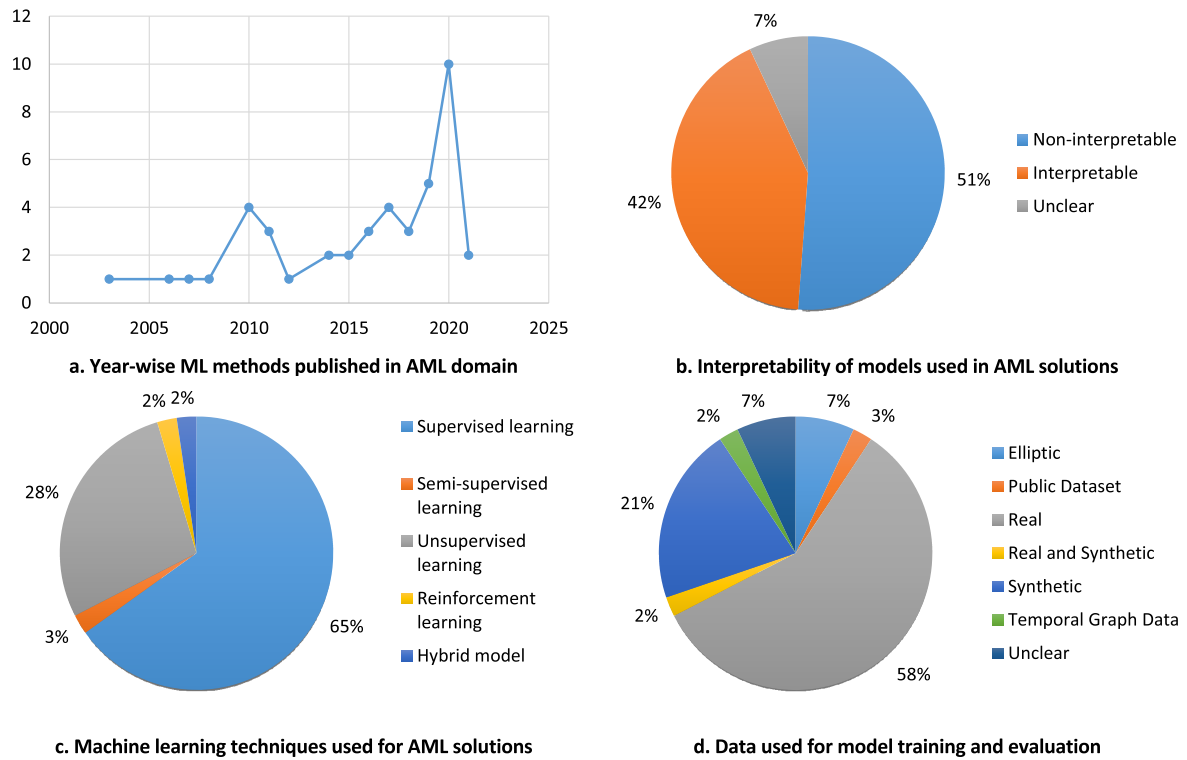 12
10
8
6
4
2
0
2000 2005 2010 2015 2020 2025
a. Year-wise ML methods published in AML domain
7%
51%
42%
Non-interpretable
Interpretable
Unclear
b. Interpretability of models used in AML solutions
2% 2%
28%
3%
65%
Supervised learning
Semi-supervised
learning
Unsupervised
learning
Reinforcement
learning
Hybrid model
c. Machine learning techniques used for AML solutions
2% 7% 7% 3%
21%
2%
58%
Elliptic
Public Dataset
Real
Real and Synthetic
Synthetic
Temporal Graph Data
Unclear
d. Data used for model training and evaluation